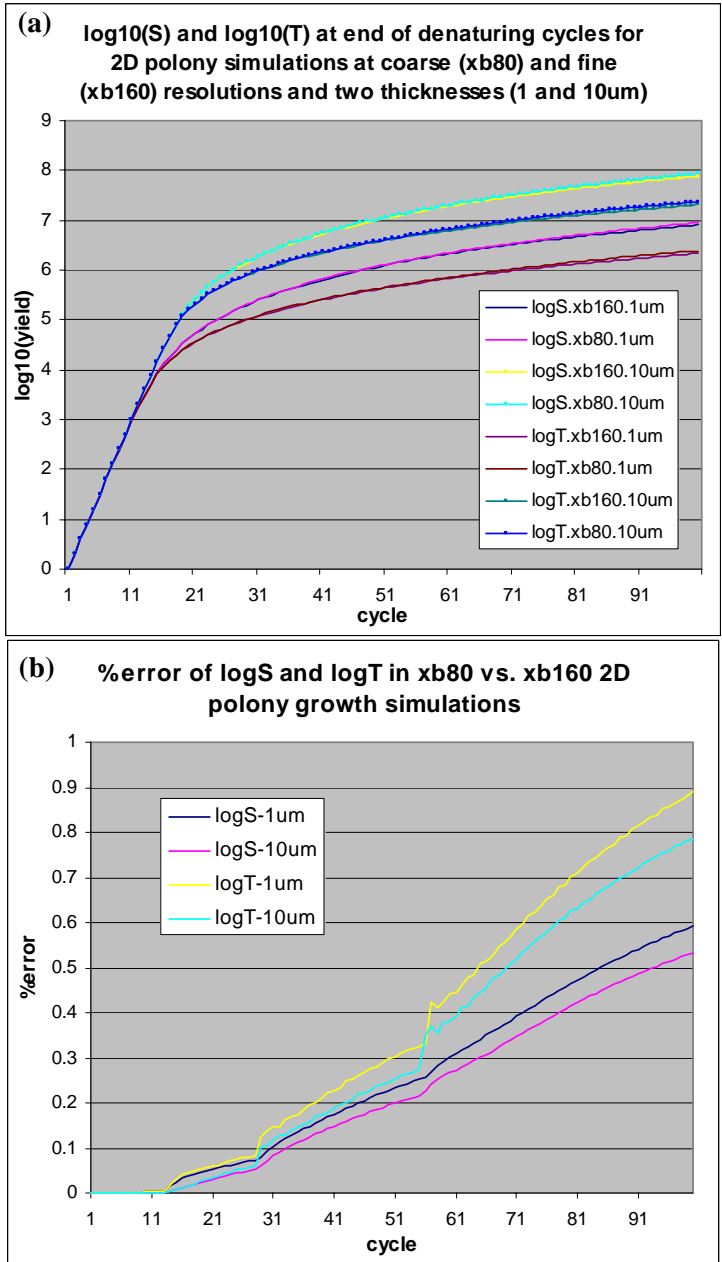 (a)
log10(S) and log10(T) at end of denaturing cycles for
2D polony simulations at coarse (xb80) and fine
(xb160) resolutions and two thicknesses (1 and 10um)
9
8
7
6
5
4
3
2
1
0
log10(yield)
logS.xb160.1um
logS.xb80.1um
logS.xb160.10um
logS.xb80.10um
logT.xb160.1um
logT.xb80.1um
logT.xb160.10um
logT.xb80.10um
1 11 21 31 41 51 61 71 81 91
cycle
(b)
%error of logS and logT in xb80 vs. xb160 2D
polony growth simulations
1
0.9
0.8
0.7
0.6
0.5
0.4
0.3
0.2
0.1
0
%error
logS-1um
logS-10um
logT-1um
logT-10um
1 11 21 31 41 51 61 71 81 91
cycle